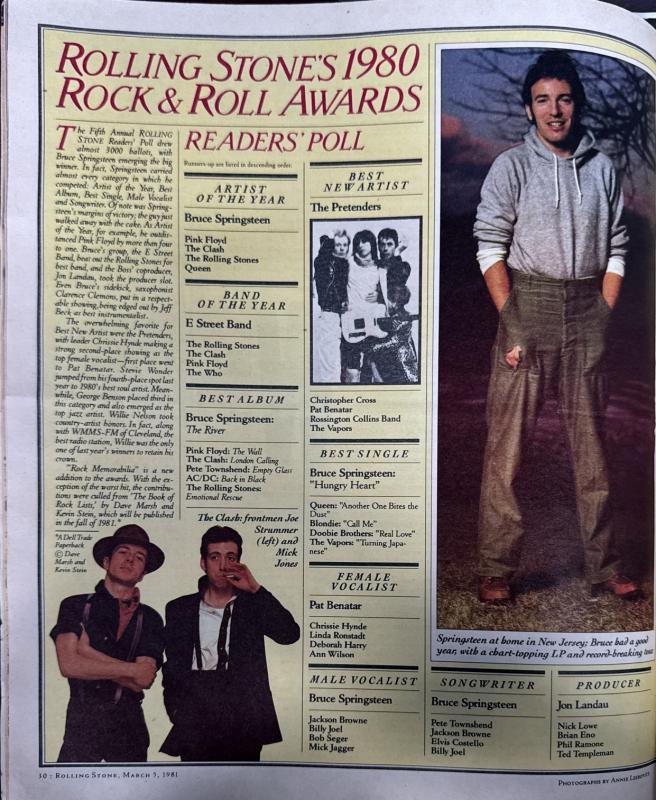 ROLLING STONE'S 1980
ROCK & ROLL AWARDS
The Fifth Annual ROLLING
STONE Readers' Poll drew
almost 3000 ballots, with
Bruce Springsteen emerging the big
winner. In fact, Springsteen carried
almost every category in which he
competed: Artist of the Year, Best
Album, Best Single, Male Vocalist
and Songwriter. Of note was Spring-
steen's margins of victory; the guy just
walked away with the cake. As Artist
of the Year, for example, he outdis-
tanced Pink Floyd by more than four
to one. Bruce's group, the E Street
Band, beat out the Rolling Stones for
best band, and the Boss' coproducer,
Jon Landau, took the producer slot.
Even Bruce's sidekick, saxophonist
Clarence Clemons, put in a respect-
able showing, being edged out by Jeff
Beck as best instrumentalist.
The overwhelming favorite for
Best New Artist were the Pretenders,
with leader Chrissie Hynde making a
strong second-place showing as the
top female vocalist—first place went
to Pat Benatar. Stevie Wonder
jumped from his fourth-place spot last
year to 1980's best soul artist. Mean-
while, George Benson placed third in
this category and also emerged as the
top jazz artist. Willie Nelson took
country-artist honors. In fact, along
with WMMS-FM of Cleveland, the
best radio station, Willie was the only
one of last year's winners to retain his
crown.
"Rock Memorabilia" is a new
addition to the awards. With the ex-
ception of the worst hit, the contribu-
tions were culled from 'The Book of
Rock Lists,' by Dave Marsh and
Kevin Stein, which will be published
in the fall of 1981.*
*A Dell Trade
Paperback
© Dave
Marsh and
Kevin Stein
READERS' POLL
Runners-up are listed in descending order.
ARTIST
OF THE YEAR
Bruce Springsteen
Pink Floyd
The Clash
The Rolling Stones
Queen
BAND
OF THE YEAR
E Street Band
The Rolling Stones
The Clash
Pink Floyd
The Who
BEST ALBUM
Bruce Springsteen:
The River
Pink Floyd: The Wall
The Clash: London Calling
Pete Townshend: Empty Glass
AC/DC: Back in Black
The Rolling Stones:
Emotional Rescue
The Clash: frontmen Joe
Strummer
(left) and
Mick
Jones
BEST
NEW ARTIST
The Pretenders
Christopher Cross
Pat Benatar
Rossington Collins Band
The Vapors
BEST SINGLE
Bruce Springsteen:
"Hungry Heart"
Queen: "Another One Bites the
Dust"
Blondie: "Call Me"
Doobie Brothers: "Real Love"
The Vapors: "Turning Japa-
nese"
FEMALE
VOCALIST
Pat Benatar
Chrissie Hynde
Linda Ronstadt
Deborah Harry
Ann Wilson
MALE VOCALIST
Bruce Springsteen
Jackson Browne
Billy Joel
Bob Seger
Mick Jagger
Springsteen at home in New Jersey; Bruce had a good
year, with a chart-topping LP and record-breaking tour
SONGWRITER
Bruce Springsteen
Pete Townshend
Jackson Browne
Elvis Costello
Billy Joel
PRODUCER
Jon Landau
Nick Lowe
Brian Eno
Phil Ramone
Ted Templeman
30 : ROLLING STONE, MARCH 5, 1981
PHOTOGRAPHS BY ANNIE LEIBOVITZ